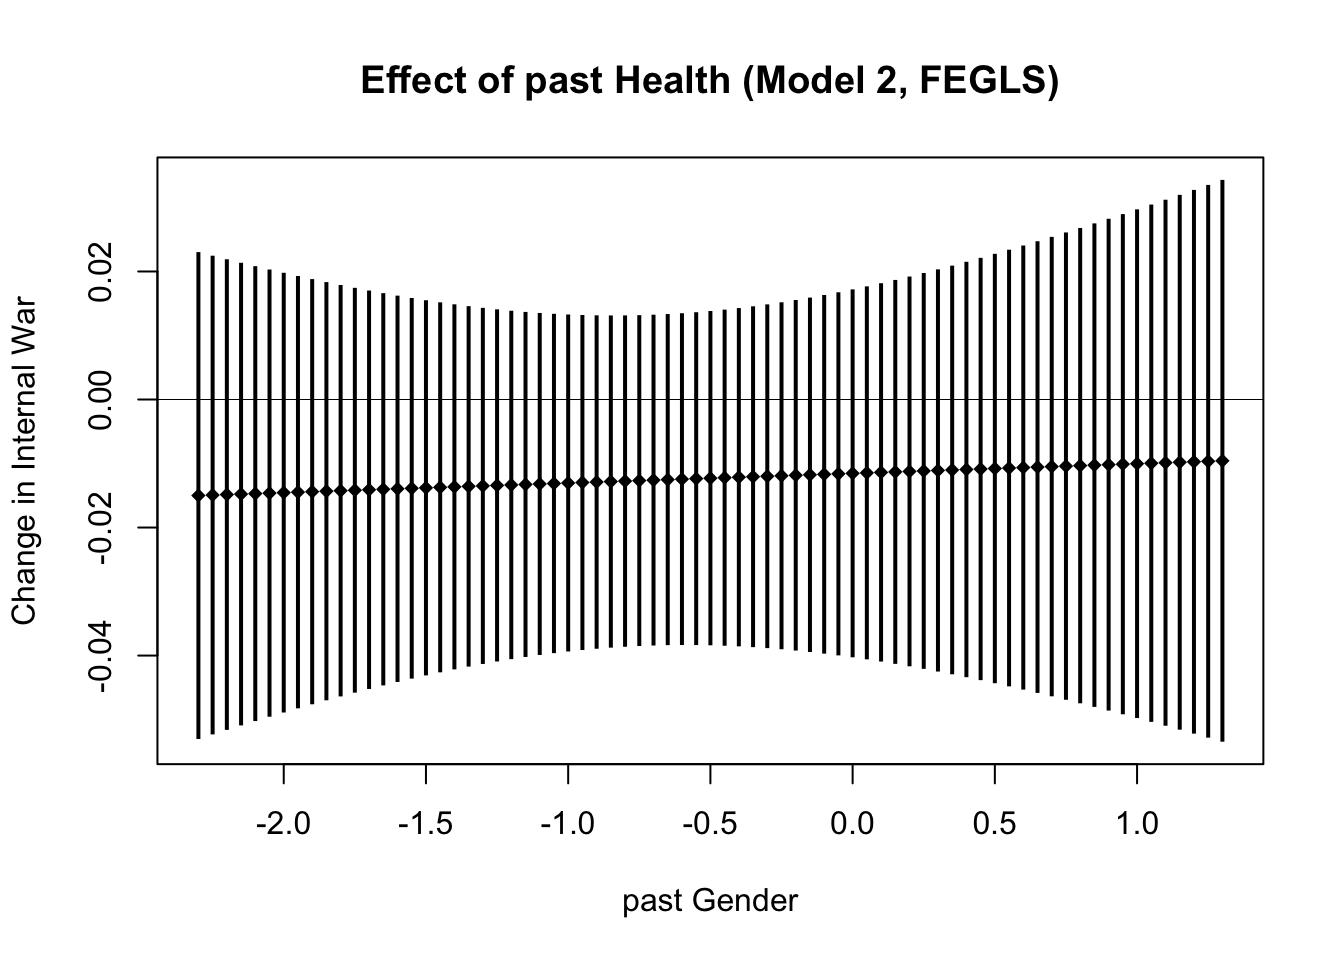 Effect of past Health (Model 2, FEGLS)
Change in Internal War
0.02
0.00
-0.02
-0.04
-2.0 -1.5 -1.0 -0.5 0.0 0.5 1.0
past Gender